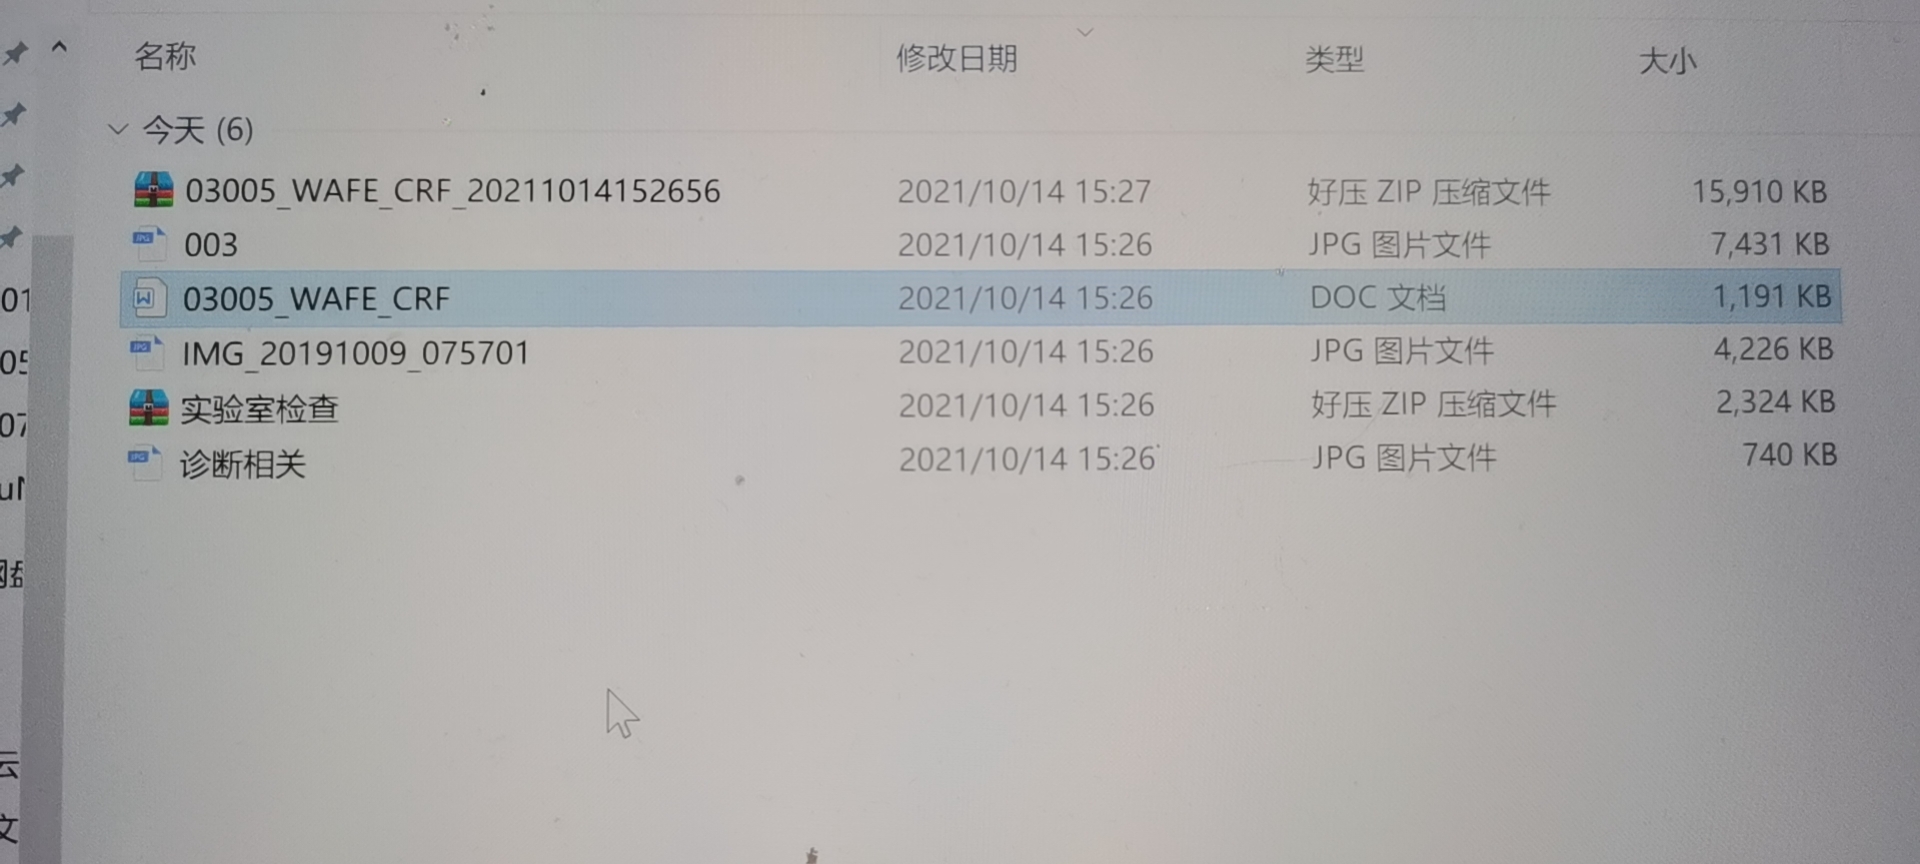 名称 修改日期 类型 大小
今天 (6)
03005_WAFE_CRF_20211014152656 2021/10/14 15:27 好压 ZIP 压缩文件 15,910 KB
003 2021/10/14 15:26 JPG 图片文件 7,431 KB
03005_WAFE_CRF 2021/10/14 15:26 DOC 文档 1,191 KB
IMG_20191009_075701 2021/10/14 15:26 JPG 图片文件 4,226 KB
实验室检查 2021/10/14 15:26 好压 ZIP 压缩文件 2,324 KB
诊断相关 2021/10/14 15:26 JPG 图片文件 740 KB
01
05
07
云
文